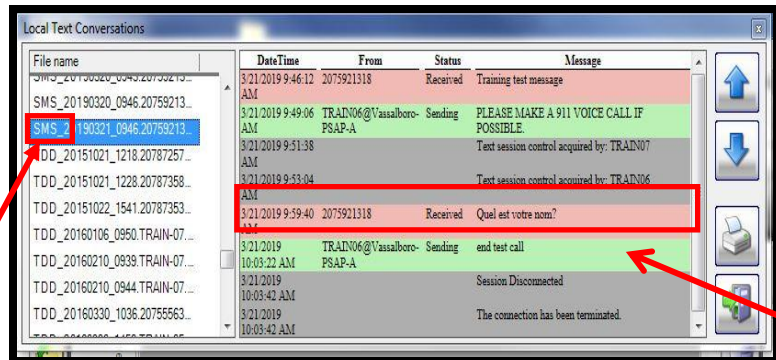 Local Text Conversations
File name
SMS_20190320_0946.20759213...
SMS_20190321_0946.20759213...
TDD_20151021_1218.20787257...
TDD_20151021_1228.20787358...
TDD_20151022_1541.20787353...
TDD_20160106_0950.TRAIN-07...
TDD_20160210_0939.TRAIN-07...
TDD_20160210_0944.TRAIN-07...
TDD_20160330_1036.20755563...
DateTime From Status Message
3/21/2019 9:46:12 2075921318 Received Training test message
AM
3/21/2019 9:49:06 TRAIN06@Vassalboro- Sending PLEASE MAKE A 911 VOICE CALL IF
AM PSAP-A POSSIBLE.
3/21/2019 9:51:38 Text session control acquired by: TRAIN07
AM
3/21/2019 9:53:04 Text session control acquired by: TRAIN06
AM
3/21/2019 9:59:40 2075921318 Received Quel est votre nom?
AM
3/21/2019 TRAIN06@Vassalboro- Sending end test call
10:03:22 AM PSAP-A
3/21/2019 Session Disconnected
10:03:42 AM
3/21/2019 The connection has been terminated.
10:03:42 AM